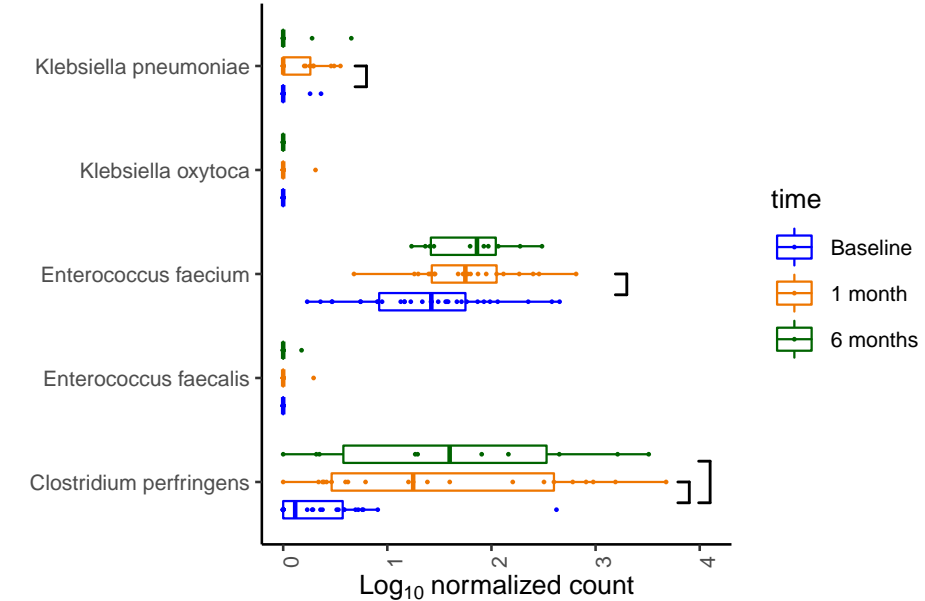 Klebsiella pneumoniae
Klebsiella oxytoca
Enterococcus faecium
Enterococcus faecalis
Clostridium perfringens
0 1 2 3 4
Log10 normalized count
time
Baseline
1 month
6 months